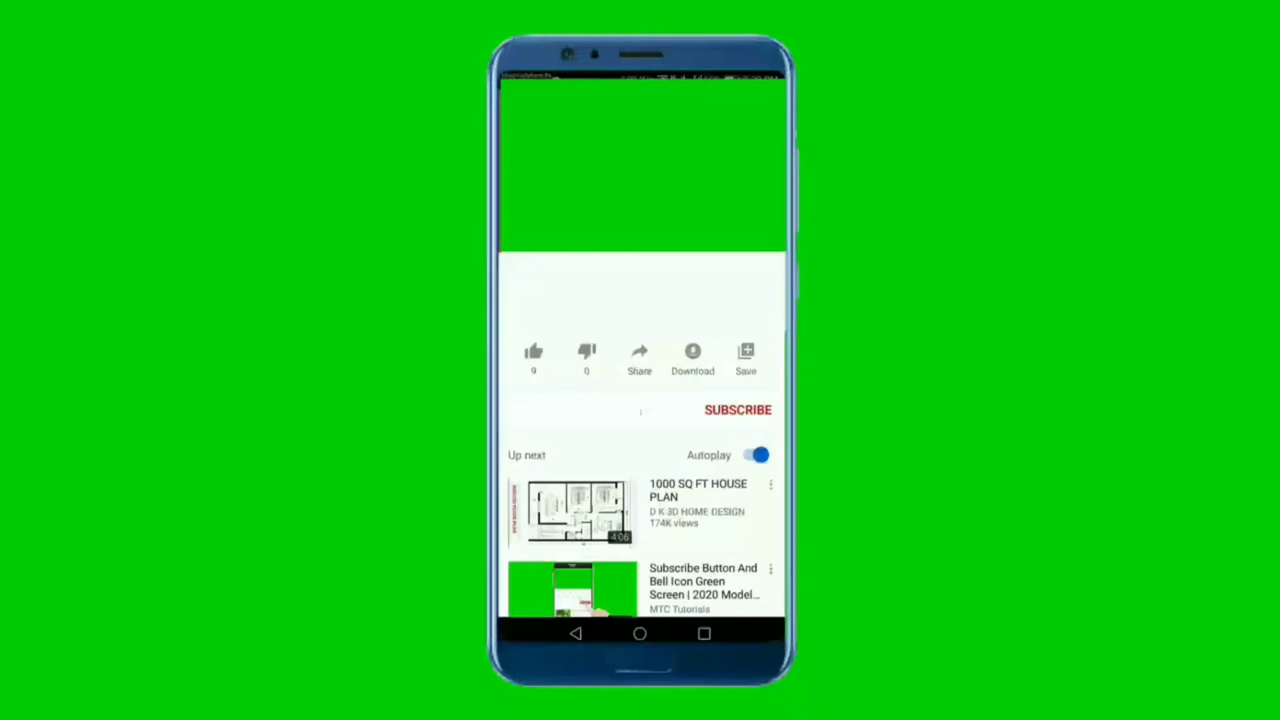 9
0
Share
Download
Save
SUBSCRIBE
Up next
Autoplay
1000 SQ FT HOUSE
PLAN
D K 3D HOME DESIGN
174K views
4:06
Subscribe Button And
Bell Icon Green
Screen | 2020 Model...
MTC Tutorials